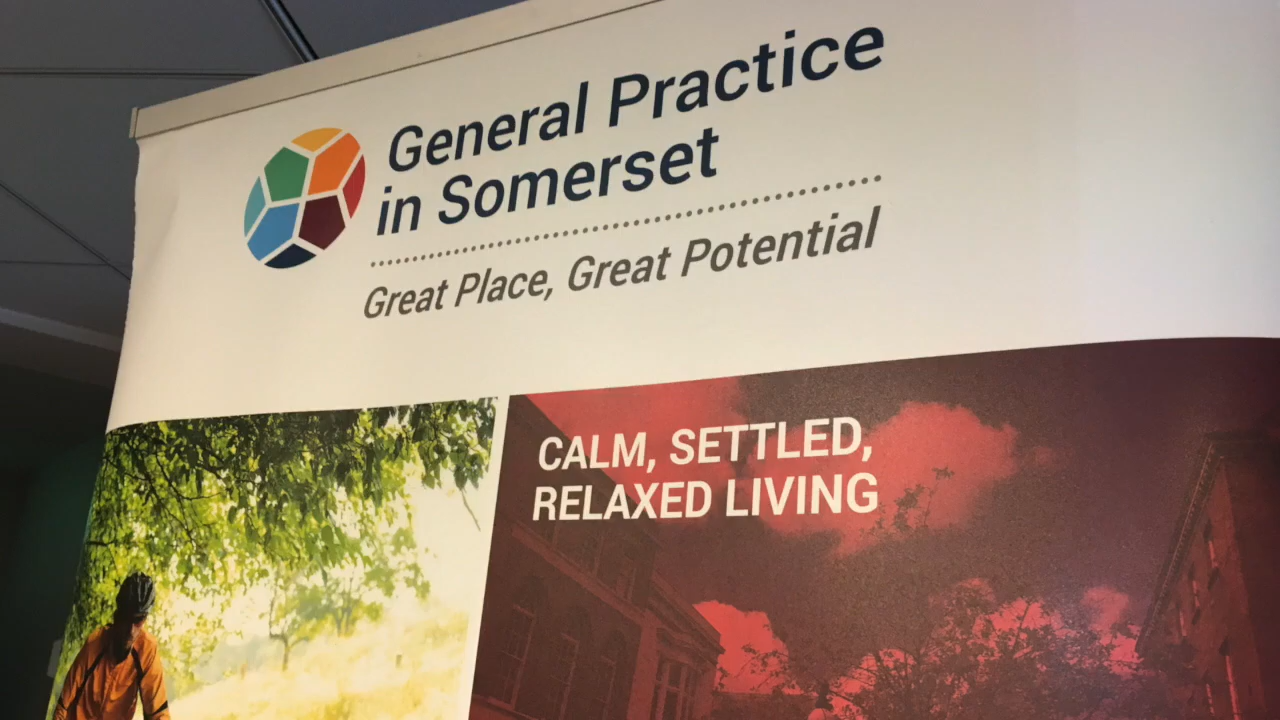 General Practice
in Somerset
Great Place, Great Potential
CALM, SETTLED,
RELAXED LIVING